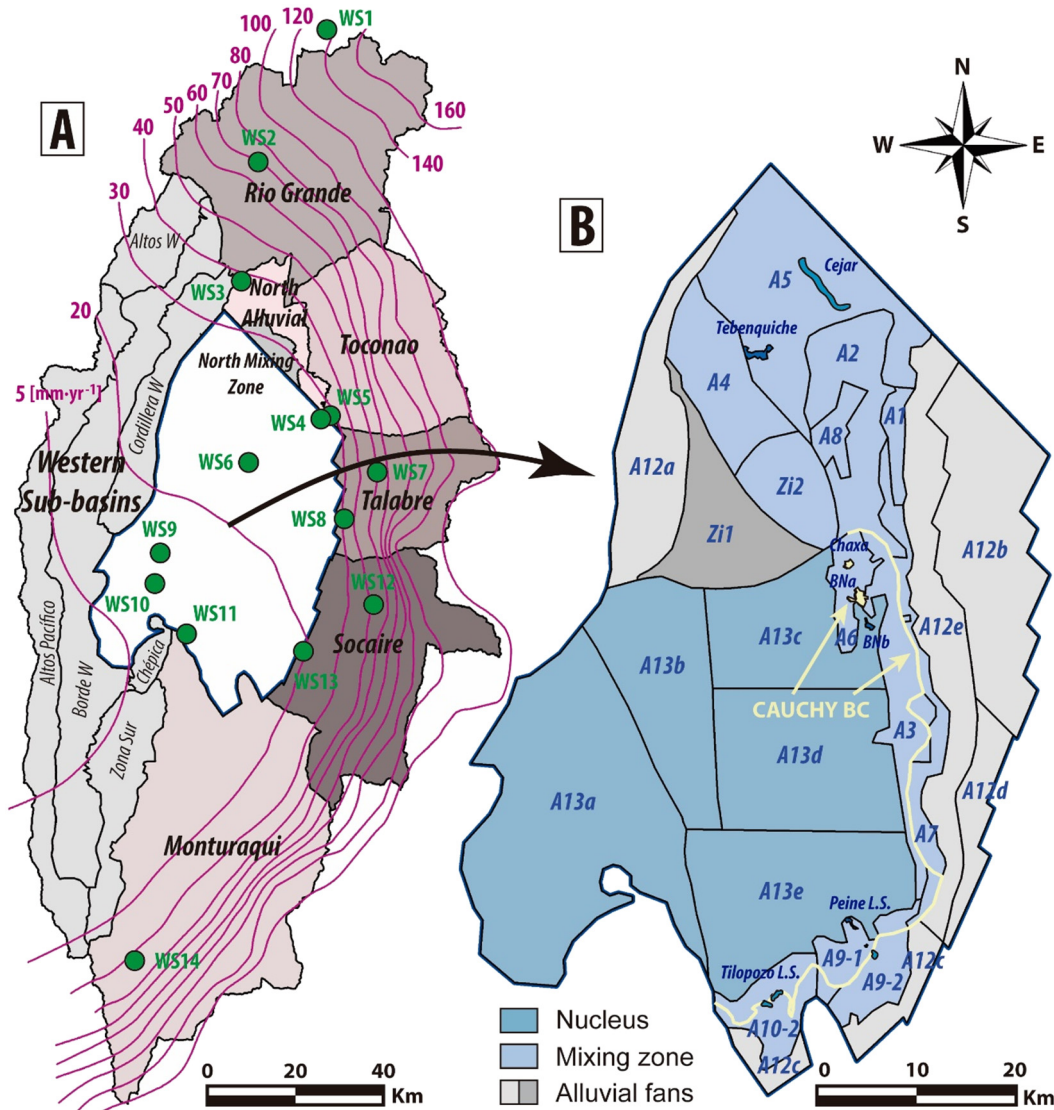 A
100
120
WS1
80
70
60
50
40
30
160
140
WS2
Rio Grande
Altos W
WS3
North
Alluvial
20
Toconao
North Mixing
Zone
5 [mm·yr⁻¹]
Cordillera W
WS5
WS4
Western
Sub-basins
WS6
WS7
Talabre
WS8
WS9
WS10
WS12
WS11
Socaire
WS13
Altos Pacífico
Borde W
Chépica
Zona Sur
Monturaqui
WS14
0 20 40
Km
N
W E
S
B
A5
Cejar
Tebenquiche
A2
A4
A1
A8
A12a
Zi2
Zi1
A12b
Chaxa
BNa
A12e
A13c
A6
BNb
A13b
CAUCHY BC
A3
A13d
A12d
A13a
A7
A13e
Peine L.S.
A9-1
A12c
Tilopozo L.S.
A9-2
A10-2
A12c
Nucleus
Mixing zone
Alluvial fans
0 10 20
Km